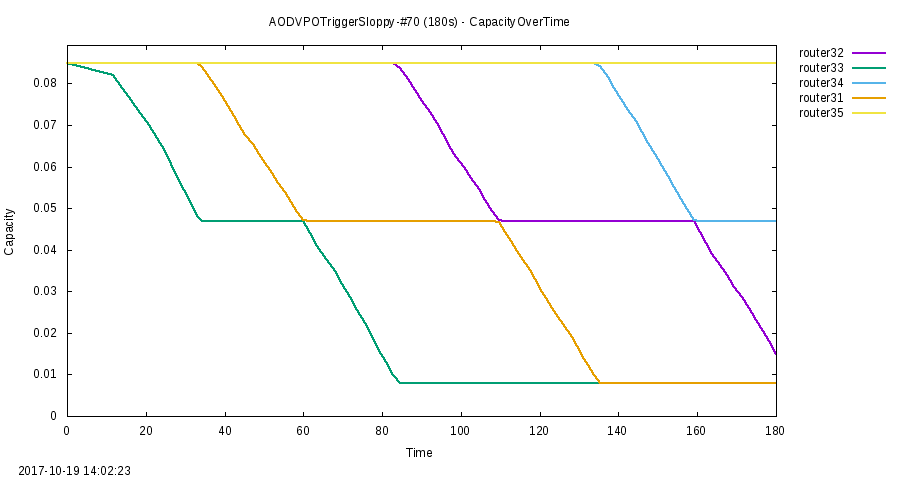 AODVPOTriggerSloppy-#70 (180s) - CapacityOverTime
router32
router33
router34
router31
router35
0.08
0.07
0.06
0.05
0.04
0.03
0.02
0.01
0
Capacity
0 20 40 60 80 100 120 140 160 180
Time
2017-10-19 14:02:23